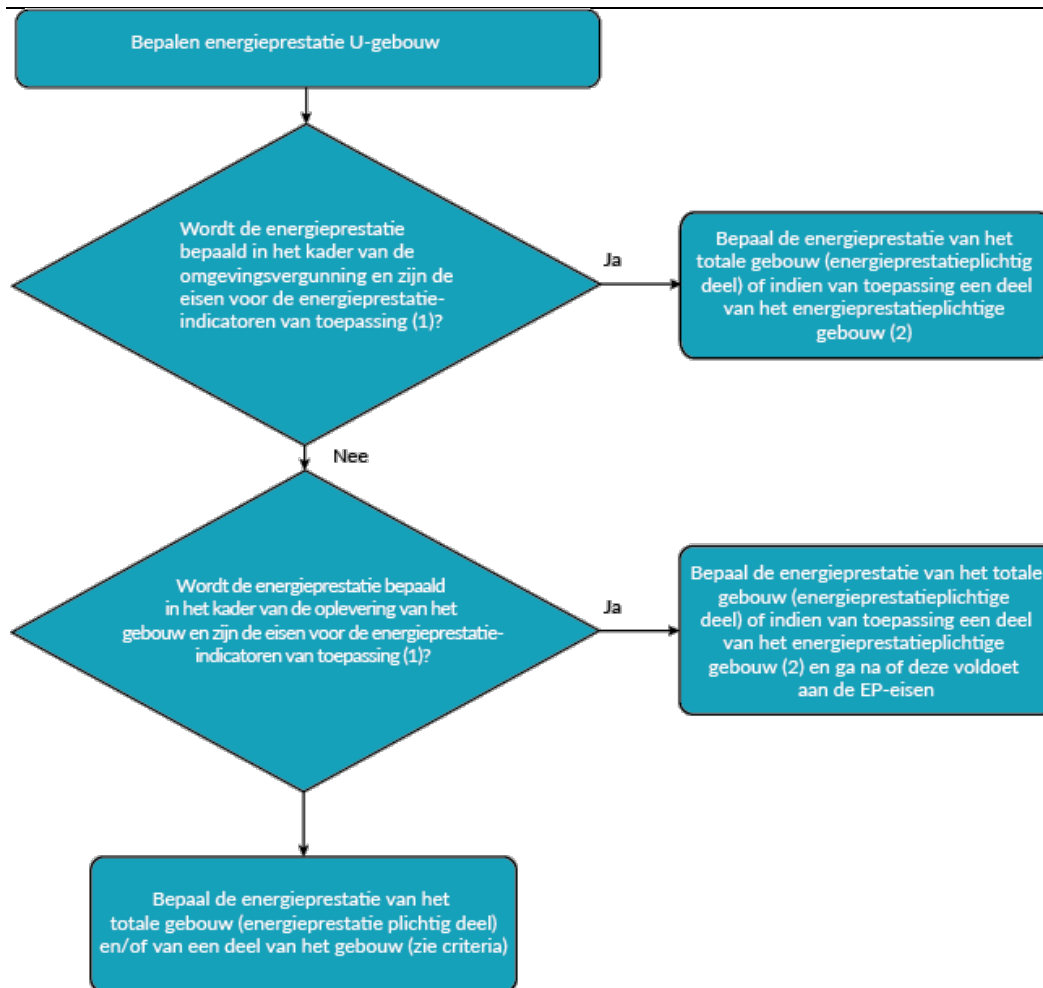 Bepalen energieprestatie U-gebouw
Wordt de energieprestatie
bepaald in het kader van de
omgevingsvergunning en zijn de
eisen voor de energieprestatie-
indicatoren van toepassing (1)?
Ja
Bepaal de energieprestatie van het
totale gebouw (energieprestatieplichtig
deel) of indien van toepassing een deel
van het energieprestatieplichtige
gebouw (2)
Nee
Wordt de energieprestatie bepaald
in het kader van de oplevering van het
gebouw en zijn de eisen voor de energieprestatie-
indicatoren van toepassing (1)?
Ja
Bepaal de energieprestatie van het totale
gebouw (energieprestatieplichtige
deel) of indien van toepassing een deel
van het energieprestatieplichtige
gebouw (2) en ga na of deze voldoet
aan de EP-eisen
Bepaal de energieprestatie van het
totale gebouw (energieprestatie plichtig deel)
en/of van een deel van het gebouw (zie criteria)